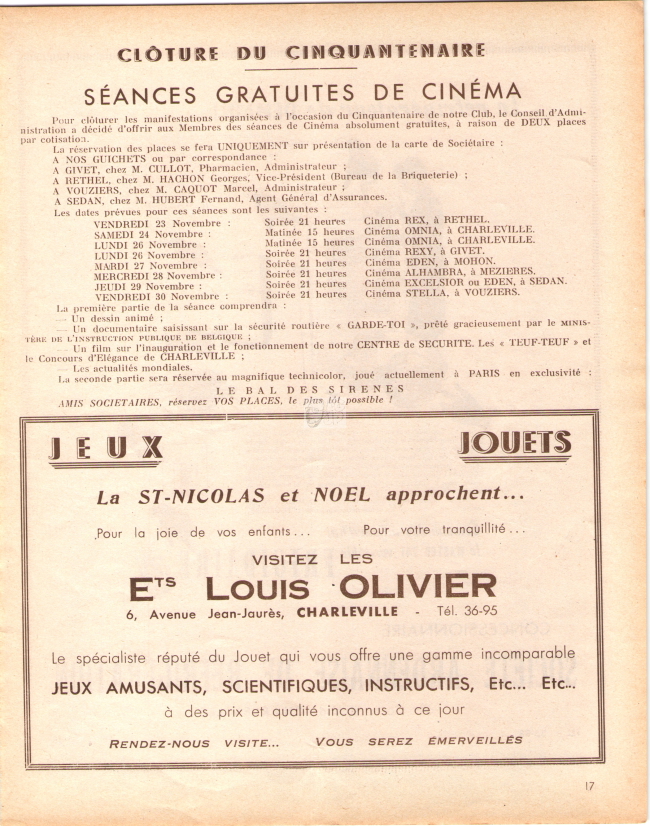 CLÔTURE DU CINQUANTENAIRE
SÉANCES GRATUITES DE CINÉMA
Pour clôturer les manifestations organisées à l'occasion du Cinquantenaire de notre Club, le Conseil d'Admi-
nistration a décidé d'offrir aux Membres des séances de Cinéma absolument gratuites, à raison de DEUX places
par cotisation.
La réservation des places se fera UNIQUEMENT sur présentation de la carte de Sociétaire :
A NOS GUICHETS ou par correspondance :
A GIVET, chez M. CULLOT, Pharmacien, Administrateur ;
A RETHEL, chez M. HACHON Georges, Vice-Président (Bureau de la Briqueterie) ;
A VOUZIERS, chez M. CAQUOT Marcel, Administrateur ;
A SEDAN, chez M. HUBERT Fernand, Agent Général d'Assurances.
Les dates prévues pour ces séances sont les suivantes :
VENDREDI 23 Novembre : Soirée 21 heures Cinéma REX, à RETHEL.
SAMEDI 24 Novembre : Matinée 15 heures Cinéma OMNIA, à CHARLEVILLE.
LUNDI 26 Novembre : Matinée 15 heures Cinéma OMNIA, à CHARLEVILLE.
LUNDI 26 Novembre : Soirée 21 heures Cinéma REXY, à GIVET.
MARDI 27 Novembre : Soirée 21 heures Cinéma EDEN, à MOHON.
MERCREDI 28 Novembre : Soirée 21 heures Cinéma ALHAMBRA, à MEZIERES.
JEUDI 29 Novembre : Soirée 21 heures Cinéma EXCELSIOR ou EDEN, à SEDAN.
VENDREDI 30 Novembre : Soirée 21 heures Cinéma STELLA, à VOUZIERS.
La première partie de la séance comprendra :
— Un dessin animé ;
— Un documentaire saisissant sur la sécurité routière « GARDE-TOI », prêté gracieusement par le MINIS-
TÈRE DE L'INSTRUCTION PUBLIQUE DE BELGIQUE ;
— Un film sur l'inauguration et le fonctionnement de notre CENTRE DE SECURITE. Les « TEUF-TEUF » et
le Concours d'Elégance de CHARLEVILLE ;
— Les actualités mondiales.
La seconde partie sera réservée au magnifique technicolor, joué actuellement à PARIS en exclusivité :
LE BAL DES SIRENES
AMIS SOCIETAIRES, réservez VOS PLACES, le plus tôt possible !
JEUX JOUETS
La ST-NICOLAS et NOEL approchent...
Pour la joie de vos enfants... Pour votre tranquillité...
VISITEZ LES
ETS LOUIS OLIVIER
6, Avenue Jean-Jaurès, CHARLEVILLE - Tél. 36-95
Le spécialiste réputé du Jouet qui vous offre une gamme incomparable
JEUX AMUSANTS, SCIENTIFIQUES, INSTRUCTIFS, Etc... Etc...
à des prix et qualité inconnus à ce jour
RENDEZ-NOUS VISITE... VOUS SEREZ ÉMERVEILLÉS
17